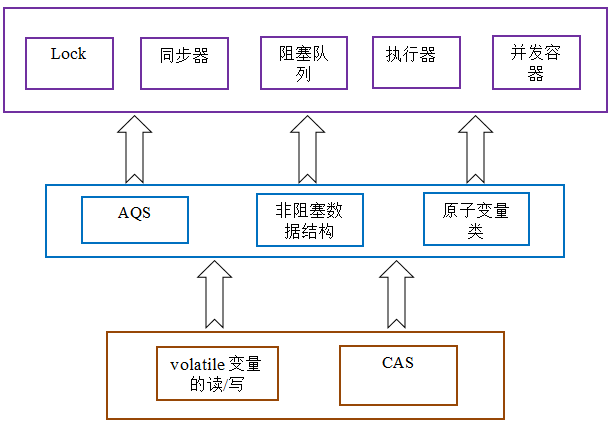 Lock
同步器
阻塞队
列
执行器
并发容
器
AQS
非阻塞数
据结构
原子变量
类
volatile 变量
的读/写
CAS